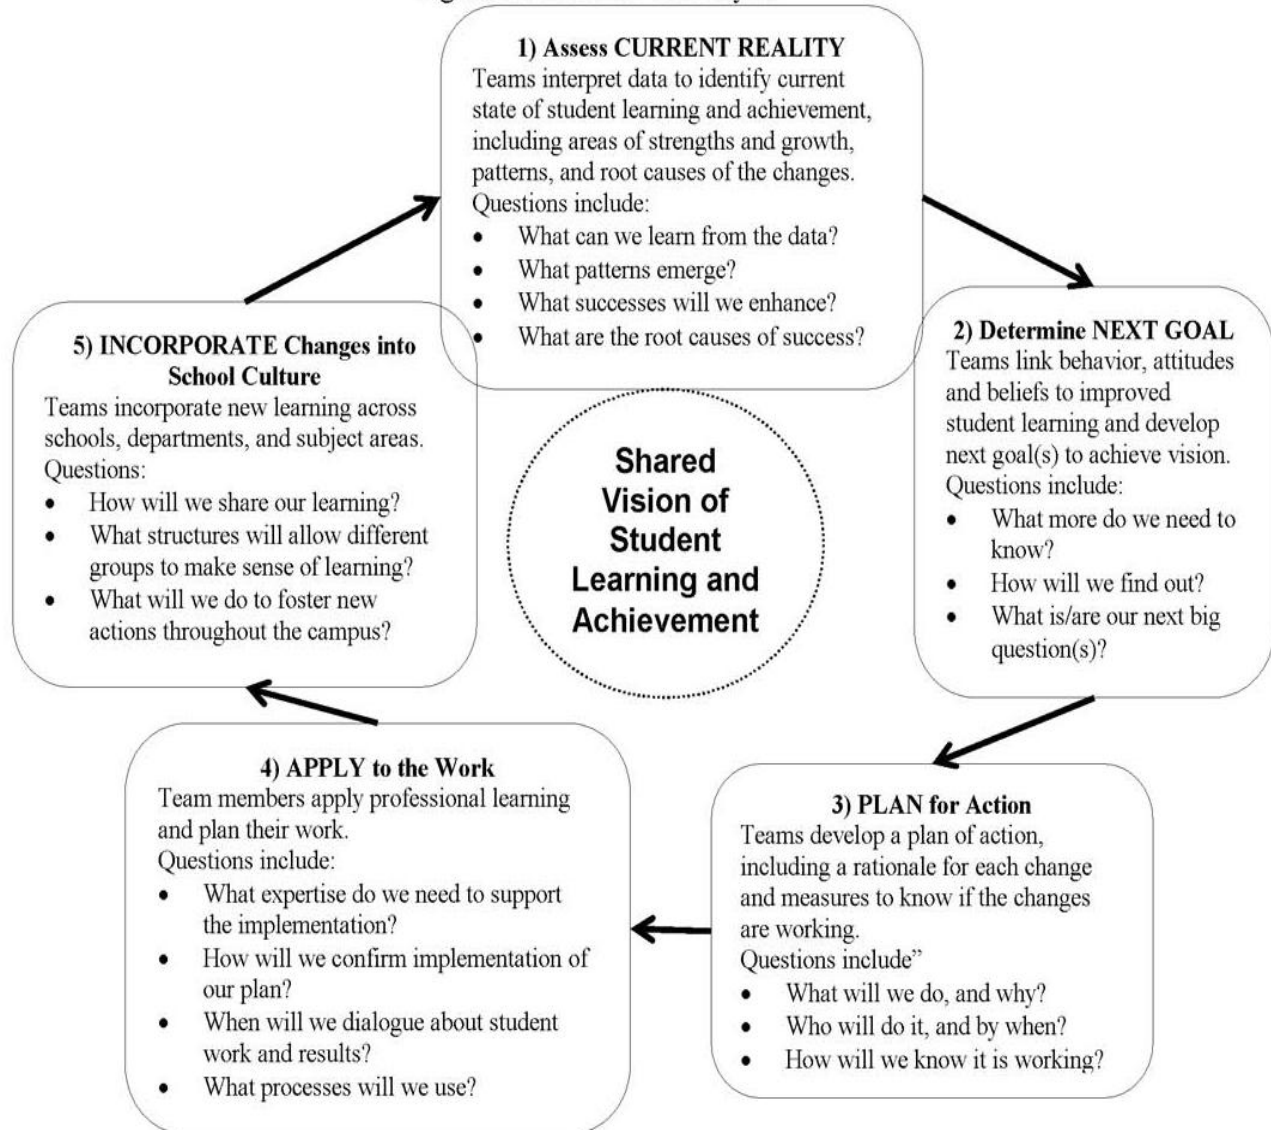 1) Assess CURRENT REALITY
Teams interpret data to identify current
state of student learning and achievement,
including areas of strengths and growth,
patterns, and root causes of the changes.
Questions include:
• What can we learn from the data?
• What patterns emerge?
• What successes will we enhance?
• What are the root causes of success?
2) Determine NEXT GOAL
Teams link behavior, attitudes
and beliefs to improved
student learning and develop
next goal(s) to achieve vision.
Questions include:
• What more do we need to
know?
• How will we find out?
• What is/are our next big
question(s)?
3) PLAN for Action
Teams develop a plan of action,
including a rationale for each change
and measures to know if the changes
are working.
Questions include”
• What will we do, and why?
• Who will do it, and by when?
• How will we know it is working?
4) APPLY to the Work
Team members apply professional learning
and plan their work.
Questions include:
• What expertise do we need to support
the implementation?
• How will we confirm implementation of
our plan?
• When will we dialogue about student
work and results?
• What processes will we use?
5) INCORPORATE Changes into
School Culture
Teams incorporate new learning across
schools, departments, and subject areas.
Questions:
• How will we share our learning?
• What structures will allow different
groups to make sense of learning?
• What will we do to foster new
actions throughout the campus?
Shared
Vision of
Student
Learning and
Achievement